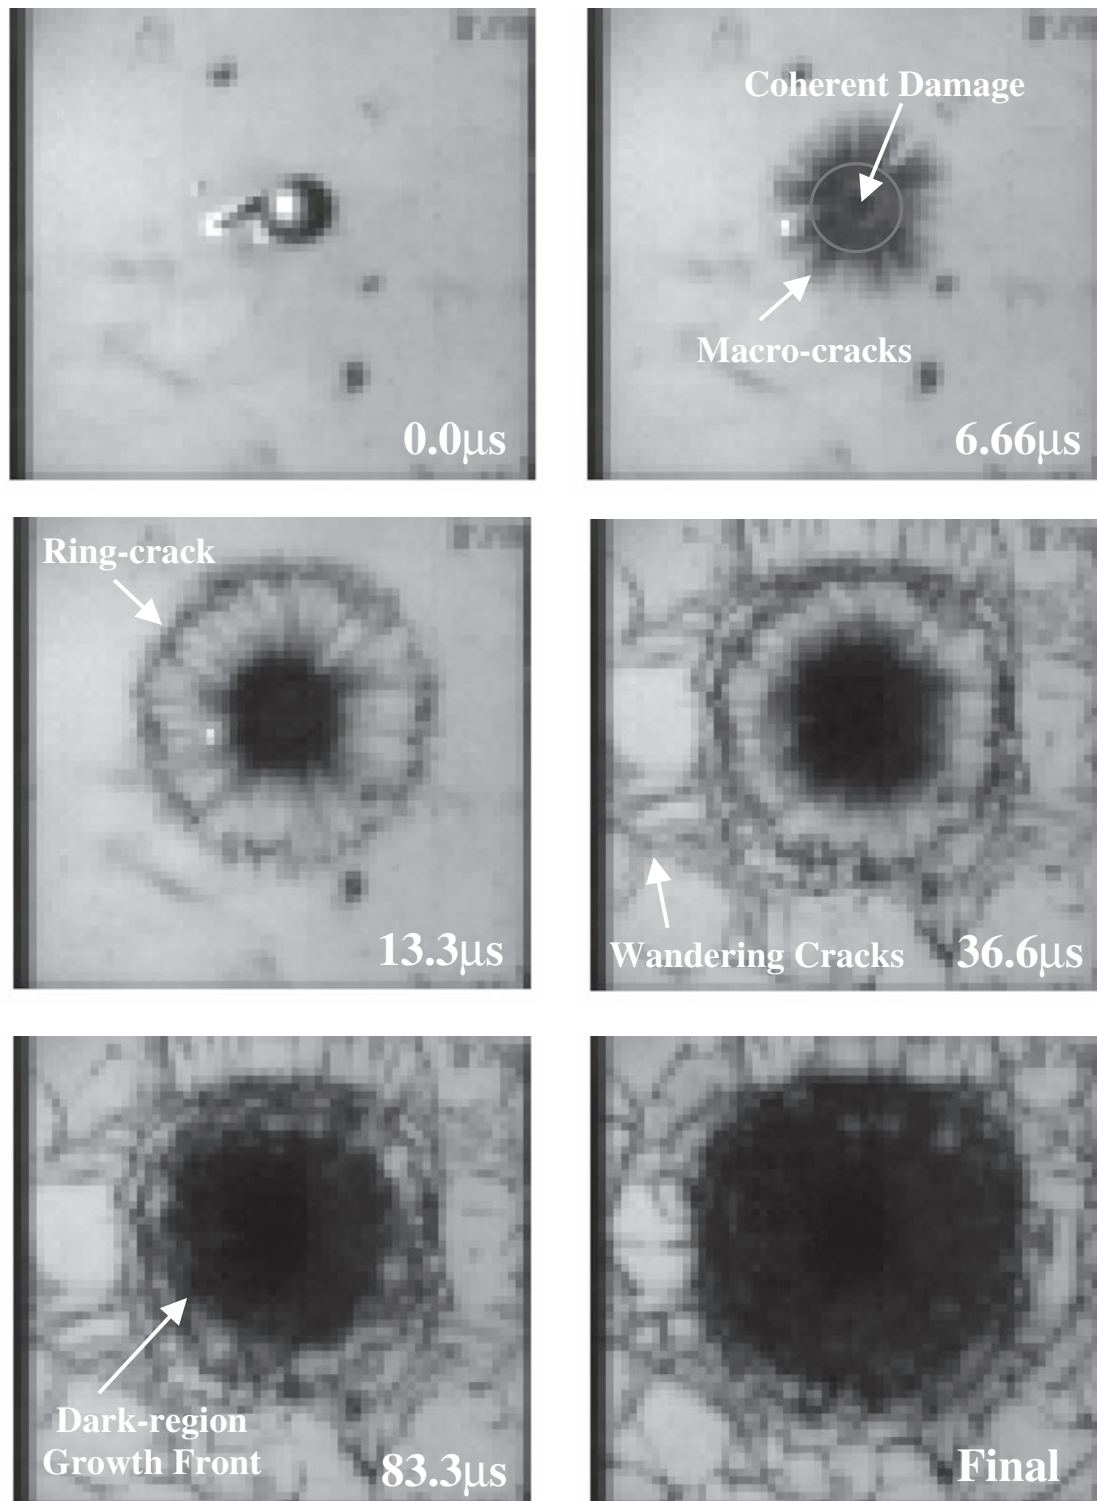 Coherent Damage
Macro-cracks
0.0μs
6.66μs
Ring-crack
13.3μs
Wandering Cracks
36.6μs
Dark-region
Growth Front
83.3μs
Final